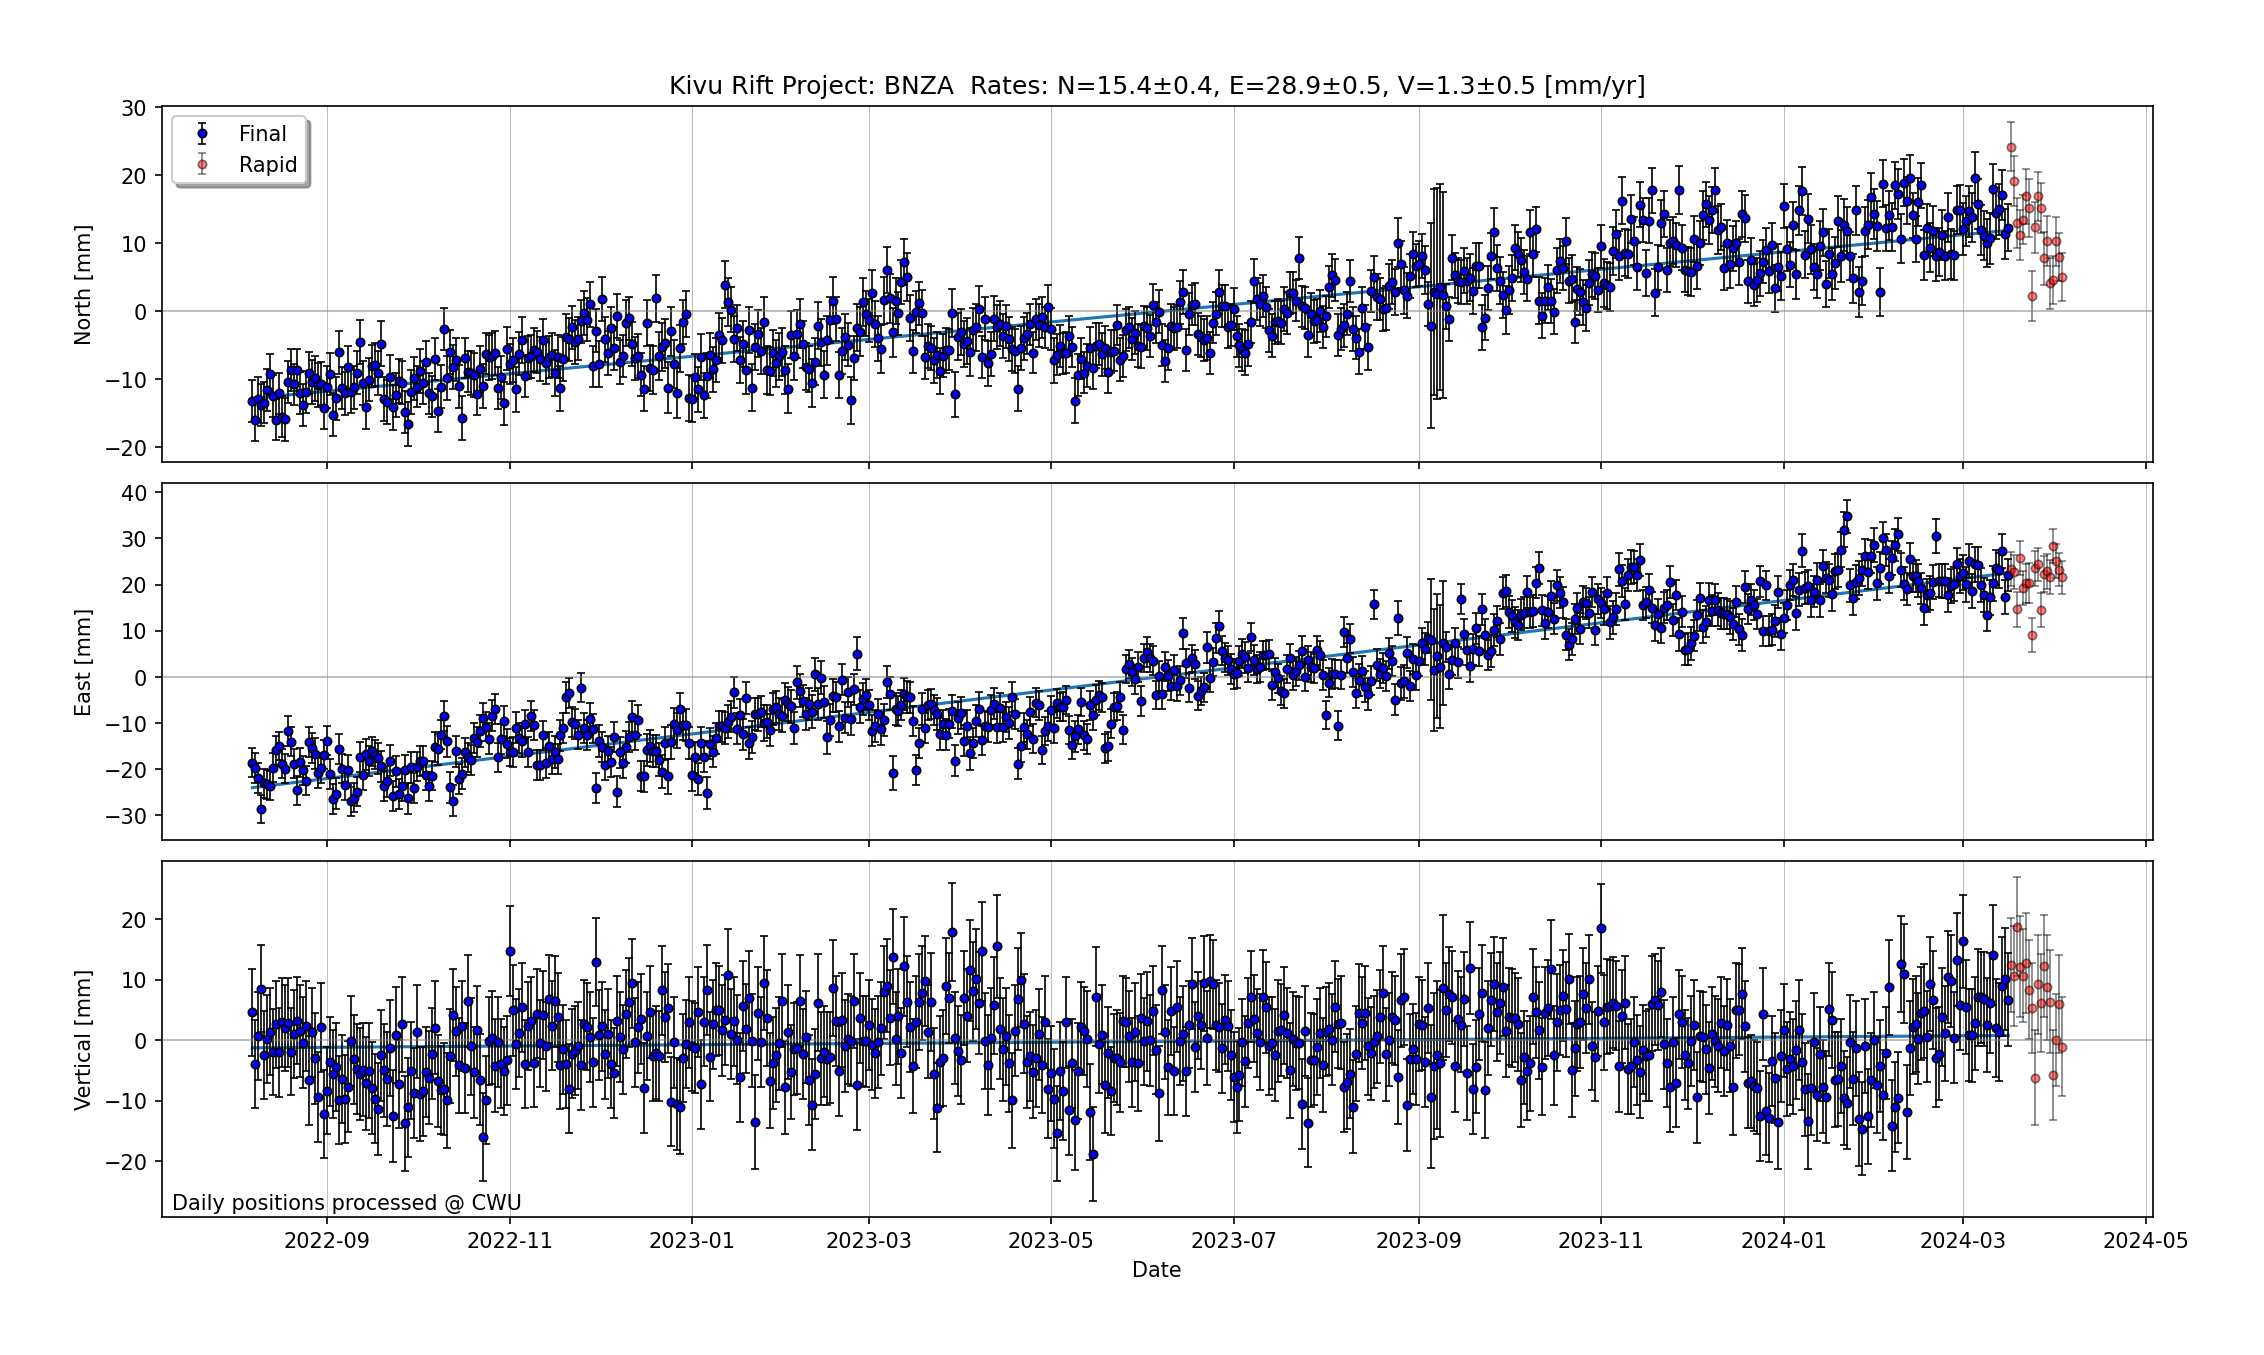 Kivu Rift Project: BNZA  Rates: N=15.4±0.4, E=28.9±0.5, V=1.3±0.5 [mm/yr]
Final
Rapid
North [mm]
30
20
10
0
−10
−20
East [mm]
40
30
20
10
0
−10
−20
−30
Vertical [mm]
20
10
0
−10
−20
Daily positions processed @ CWU
2022-09 2022-11 2023-01 2023-03 2023-05 2023-07 2023-09 2023-11 2024-01 2024-03 2024-05
Date